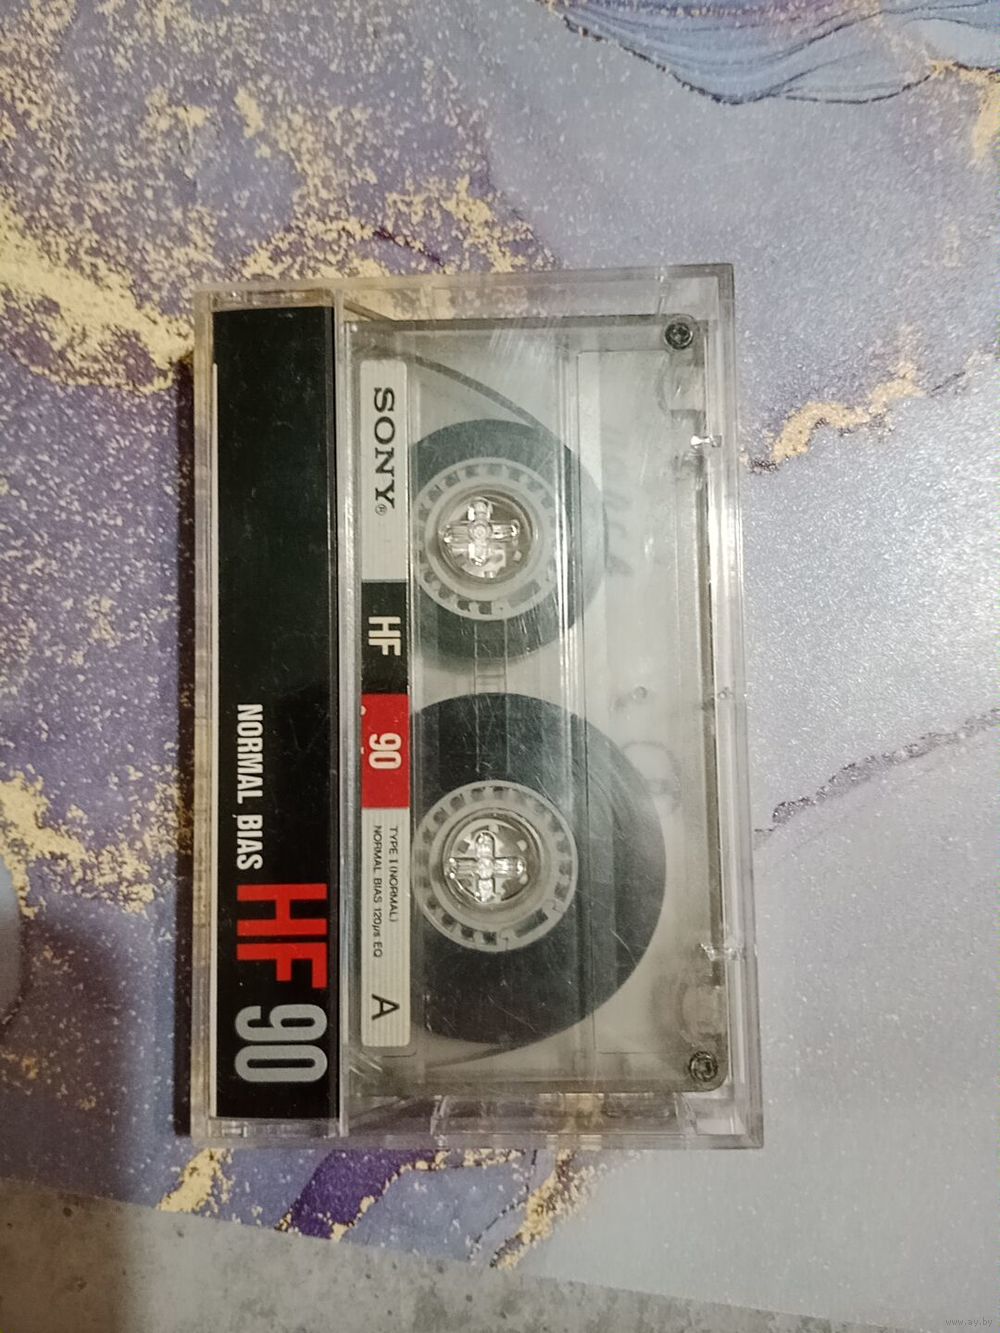 SONY®
HF
90
TYPE I (NORMAL)
NORMAL BIAS 120µs EQ
A
NORMAL BIAS
HF 90
www.ay.by